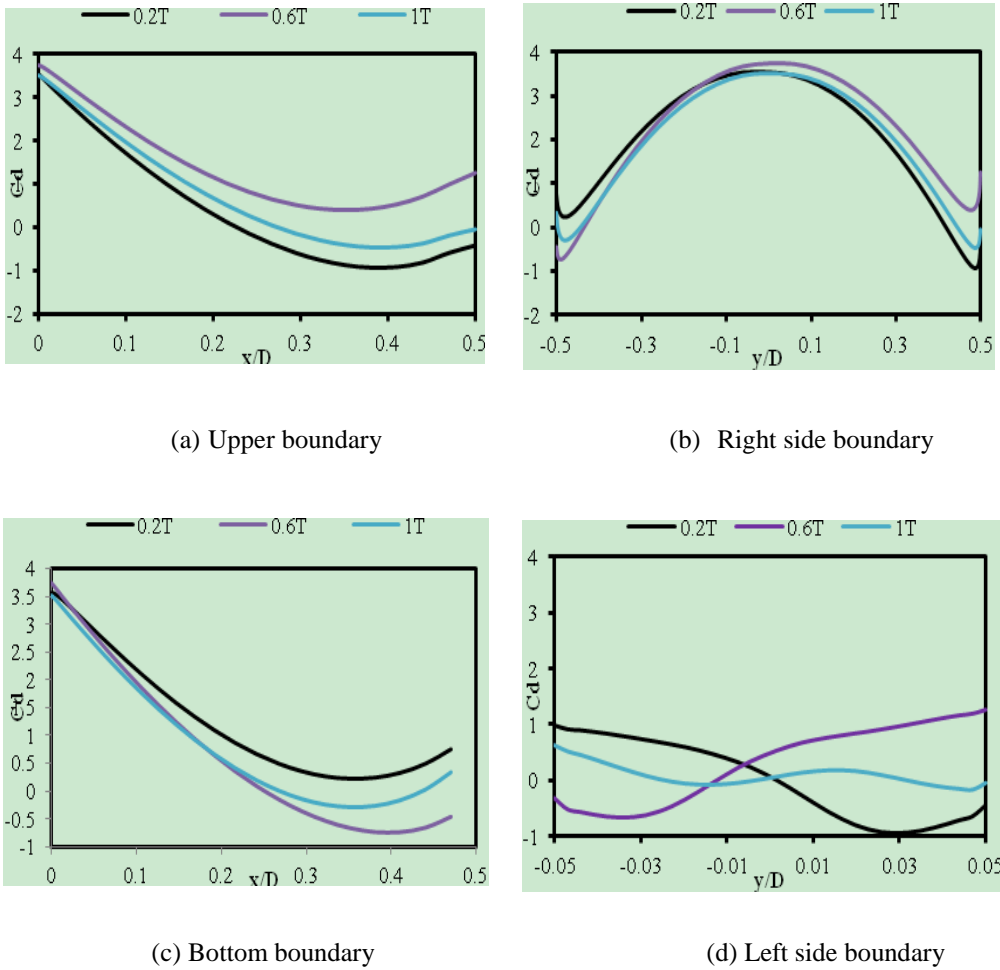 0.2T 0.6T 1T
4
3
2
1
0
-1
-2
Cd
0 0.1 0.2 0.3 0.4 0.5
x/D
(a) Upper boundary
0.2T 0.6T 1T
4
3
2
1
0
-1
-2
Cd
-0.5 -0.3 -0.1 0.1 0.3 0.5
y/D
(b) Right side boundary
0.2T 0.6T 1T
4
3.5
3
2.5
2
1.5
1
0.5
0
-0.5
-1
Cd
0 0.1 0.2 0.3 0.4 0.5
x/D
(c) Bottom boundary
0.2T 0.6T 1T
4
3
2
1
0
-1
Cd
-0.05 -0.03 -0.01 0.01 0.03 0.05
y/D
(d) Left side boundary